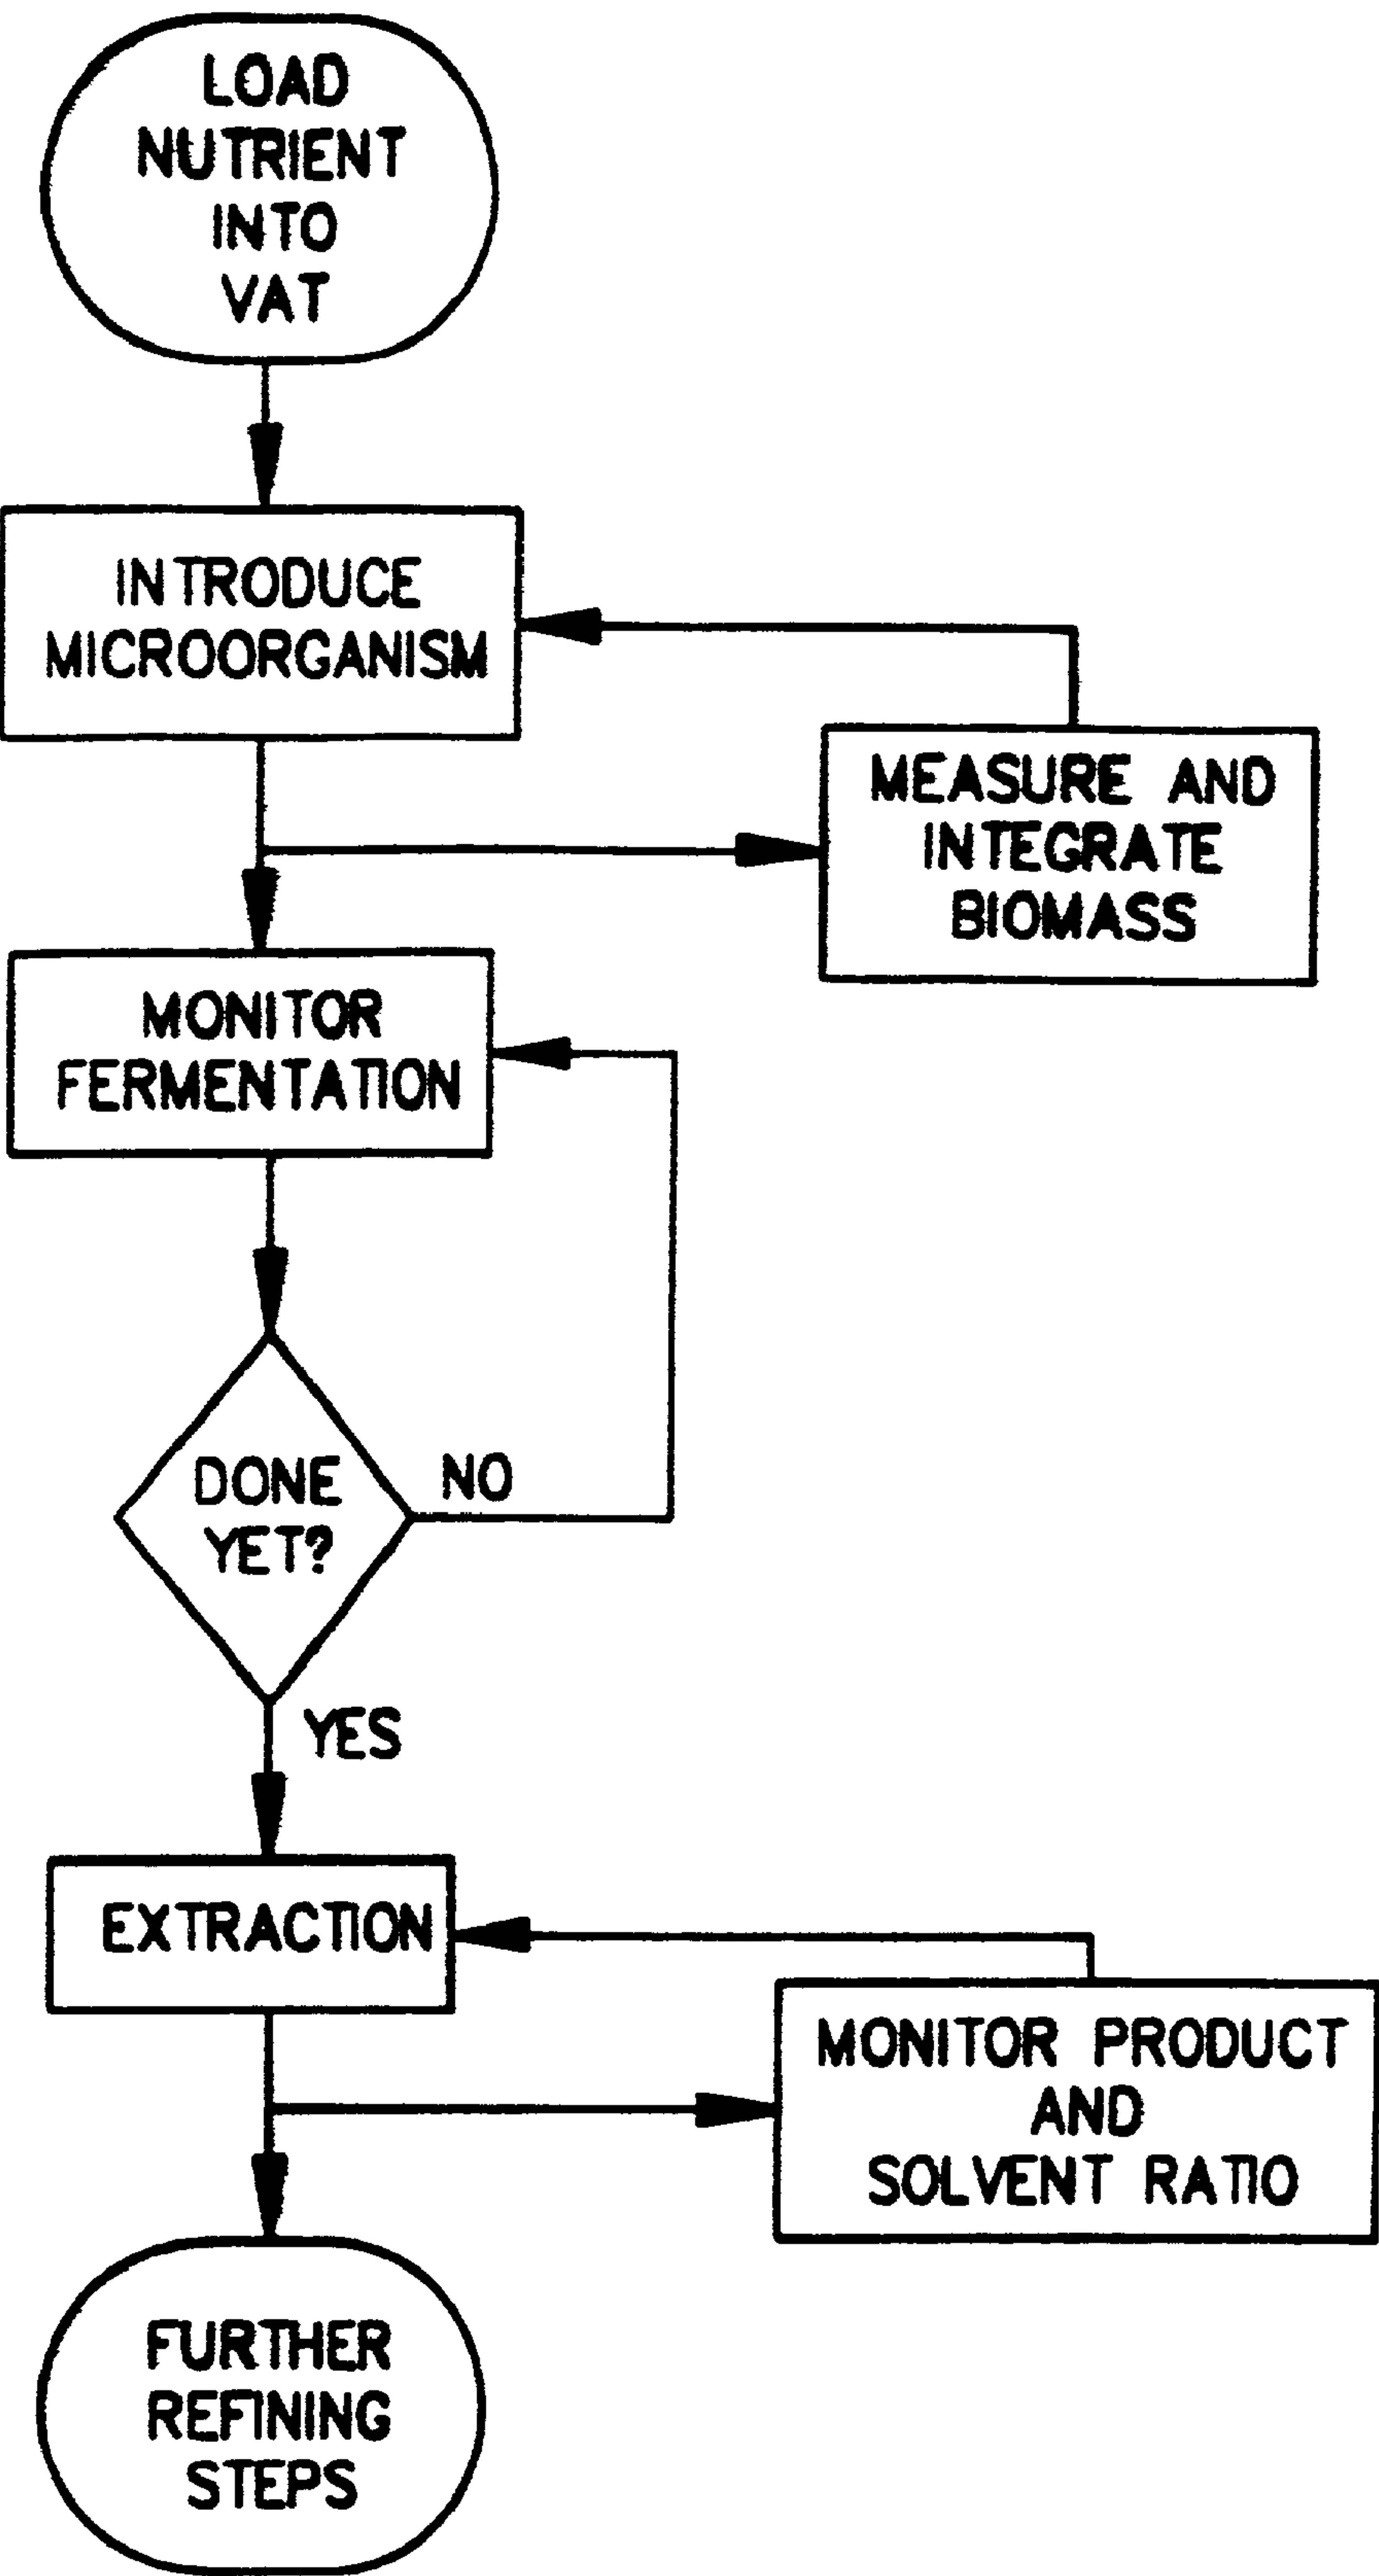 LOAD
NUTRIENT
INTO
VAT
INTRODUCE
MICROORGANISM
MEASURE AND
INTEGRATE
BIOMASS
MONITOR
FERMENTATION
DONE
YET?
NO
YES
EXTRACTION
MONITOR PRODUCT
AND
SOLVENT RATIO
FURTHER
REFINING
STEPS